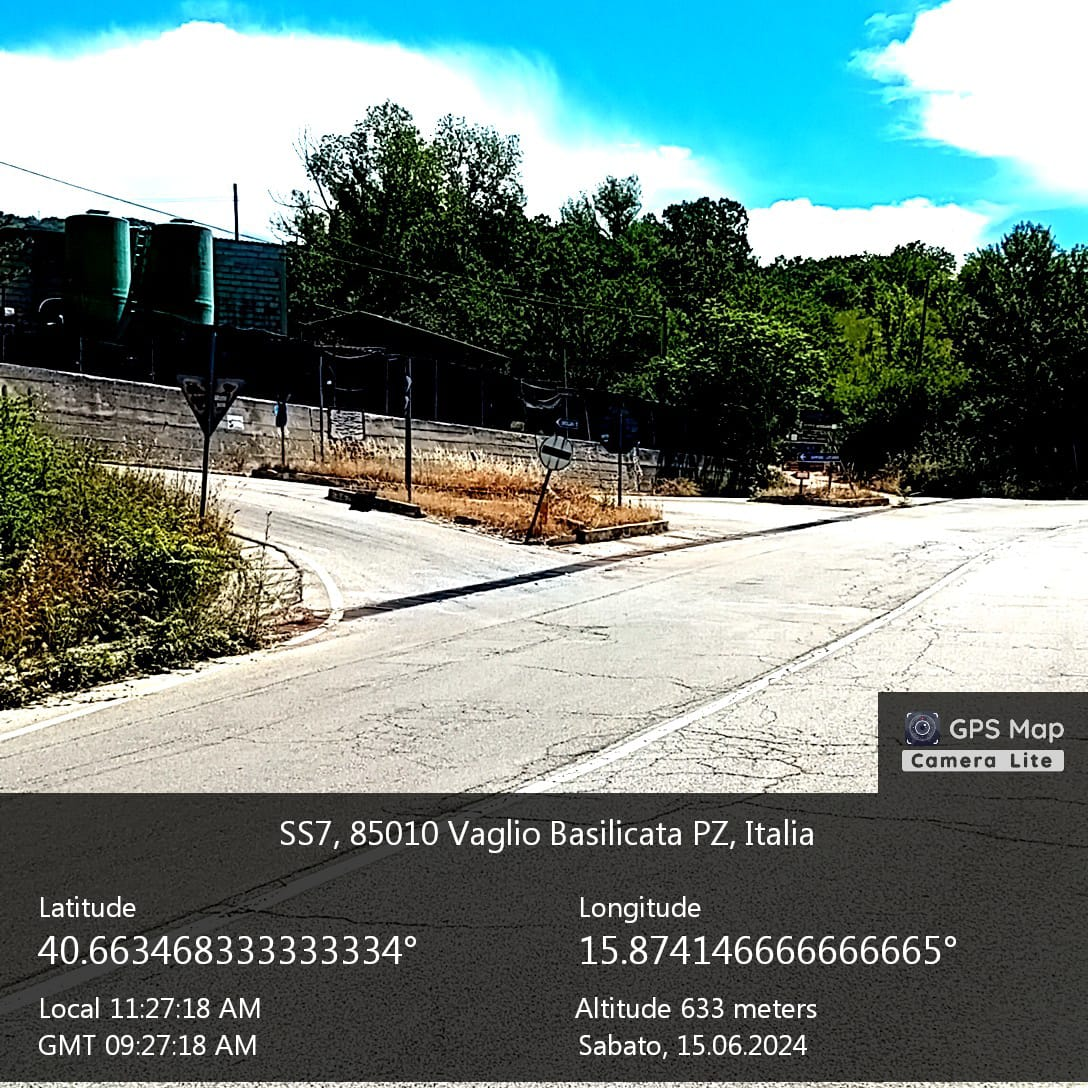 GPS Map
Camera Lite
SS7, 85010 Vaglio Basilicata PZ, Italia
Latitude
40.663468333333334°
Longitude
15.874146666666665°
Local 11:27:18 AM
GMT 09:27:18 AM
Altitude 633 meters
Sabato, 15.06.2024